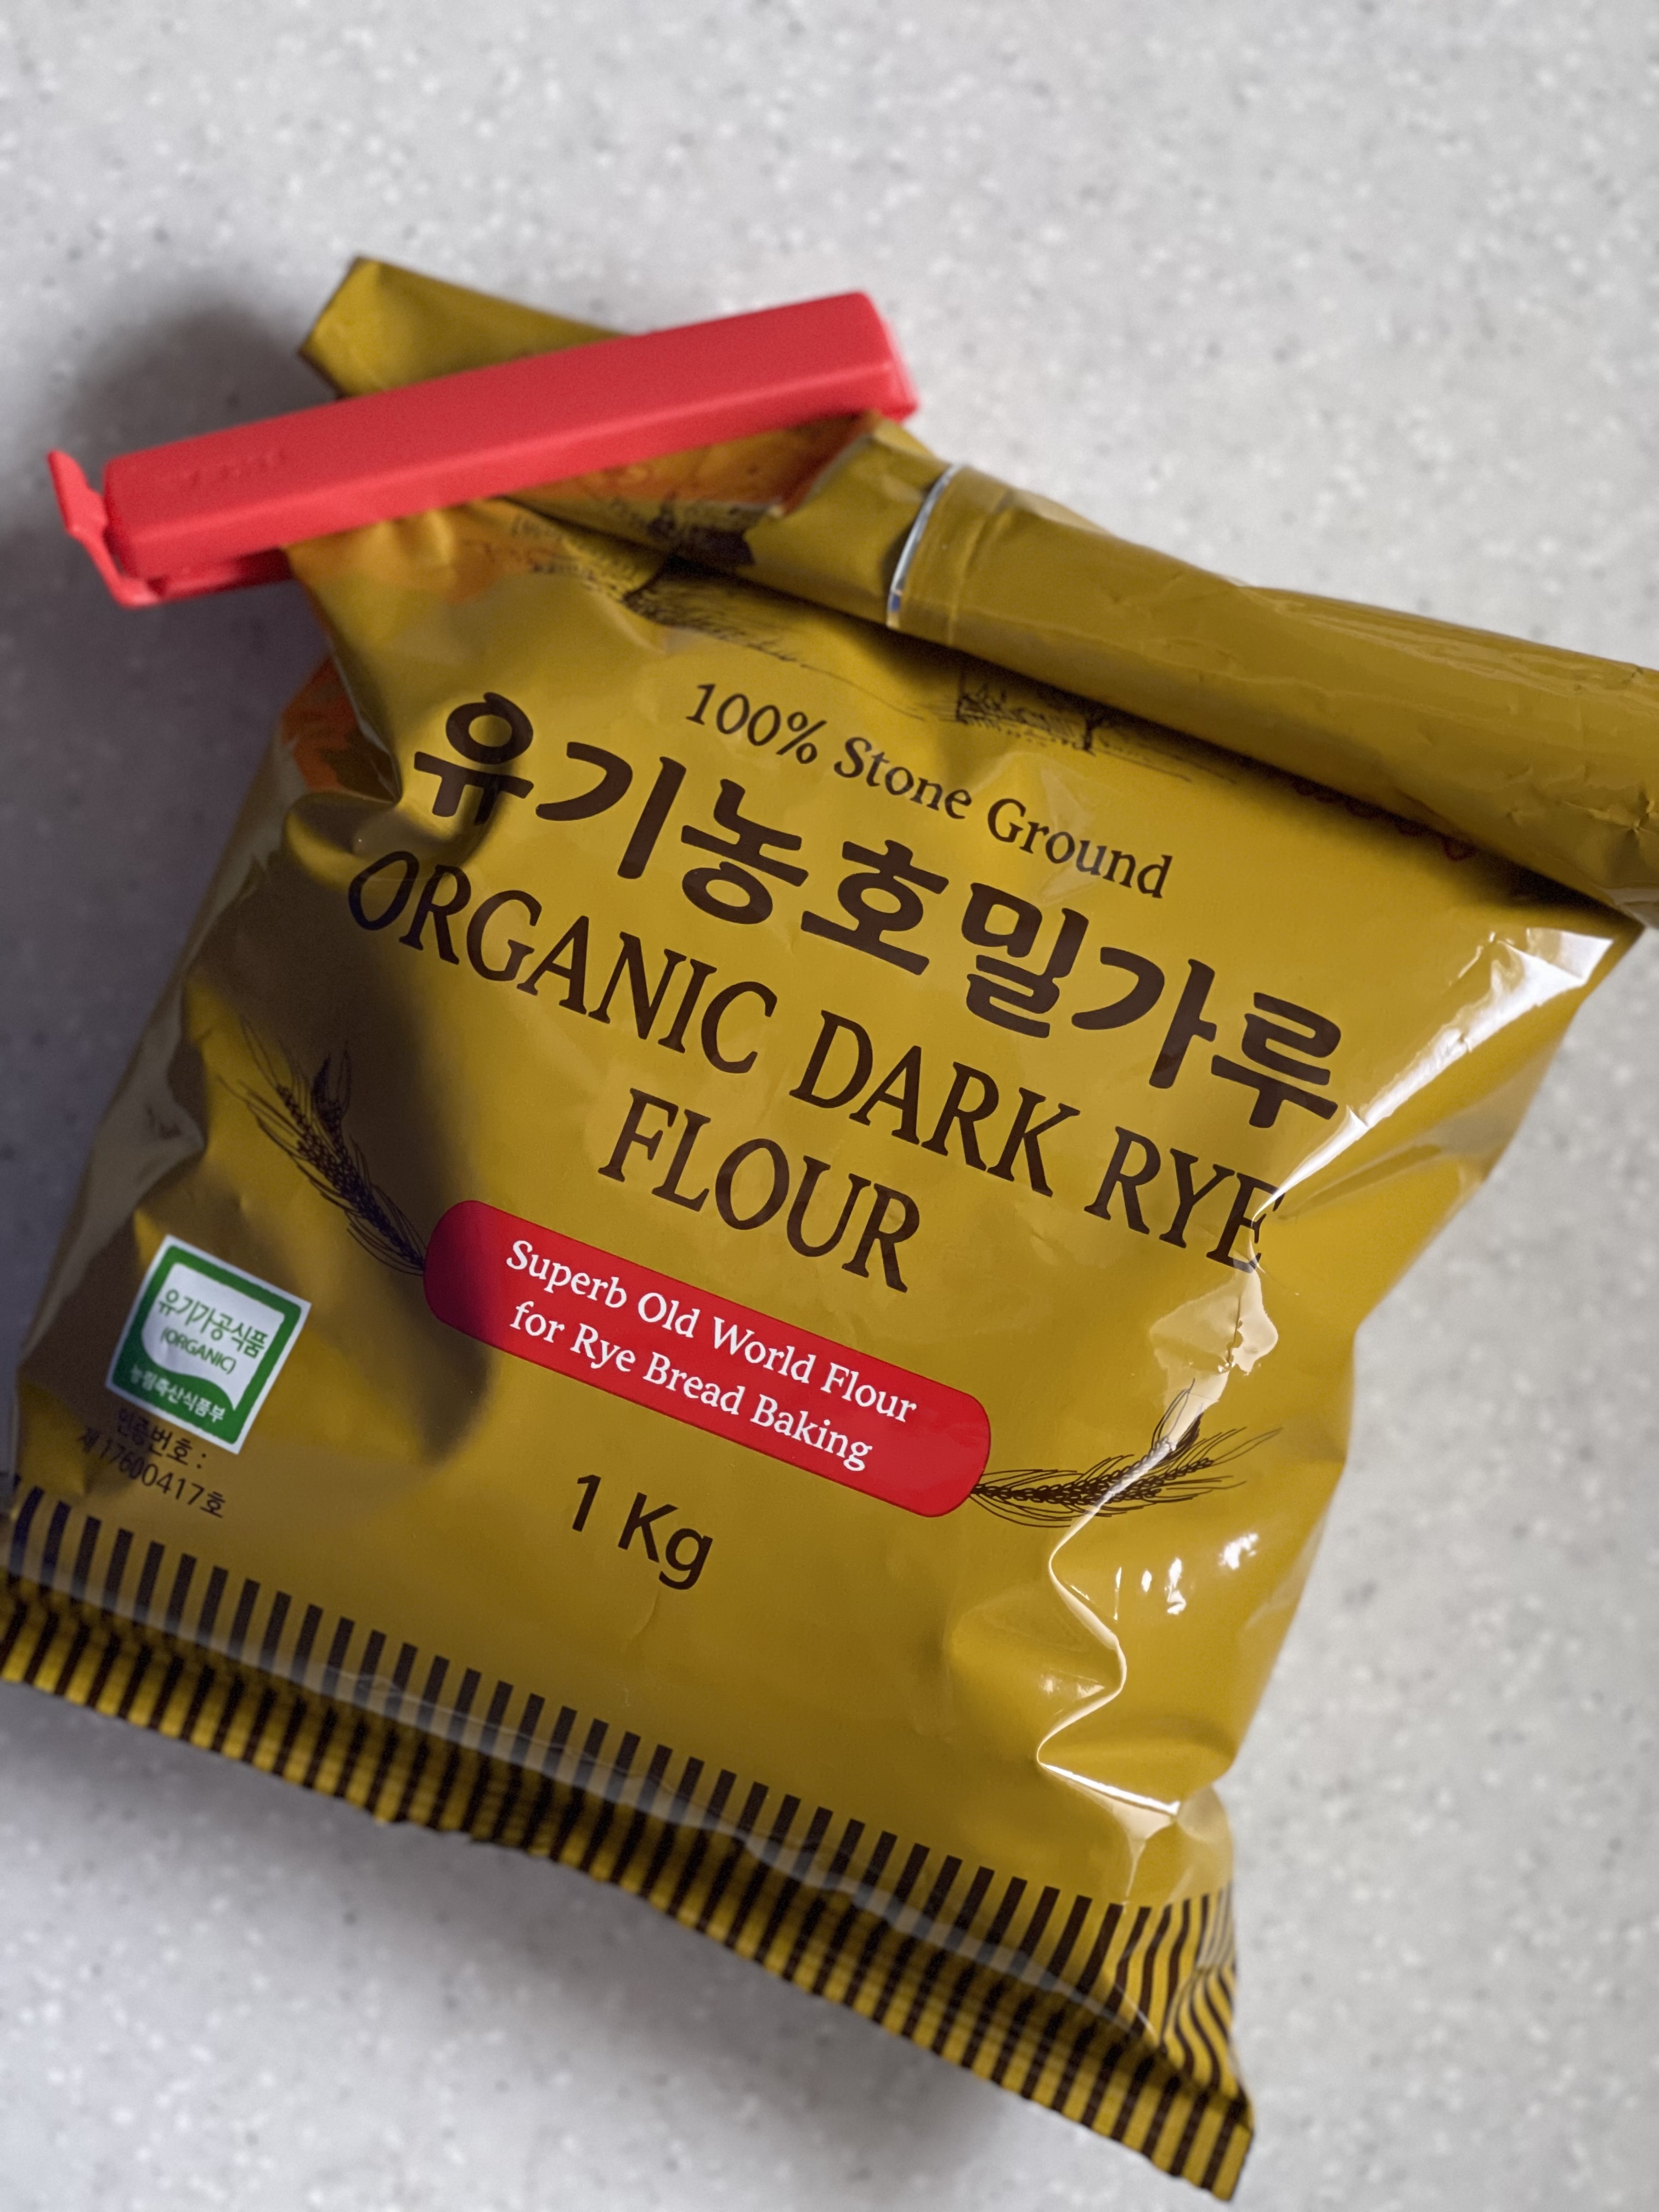 100% Stone Ground
유기농호밀가루
ORGANIC DARK RYE
FLOUR
Superb Old World Flour
for Rye Bread Baking
1 Kg
유기가공식품
(ORGANIC)
농림축산식품부
인증번호 :
제17600417호